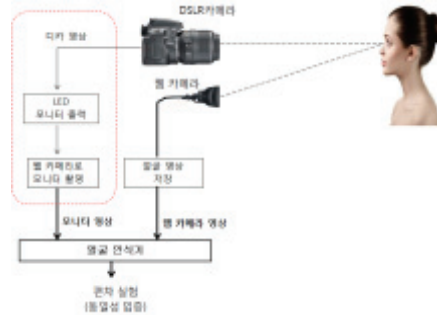 DSLR카메라
디카 영상
웹 카메라
LED
모니터 출력
웹 카메라로
모니터 촬영
얼굴 영상
저장
모니터 영상
웹 카메라 영상
얼굴 인식기
편차 실험
(동일성 입증)